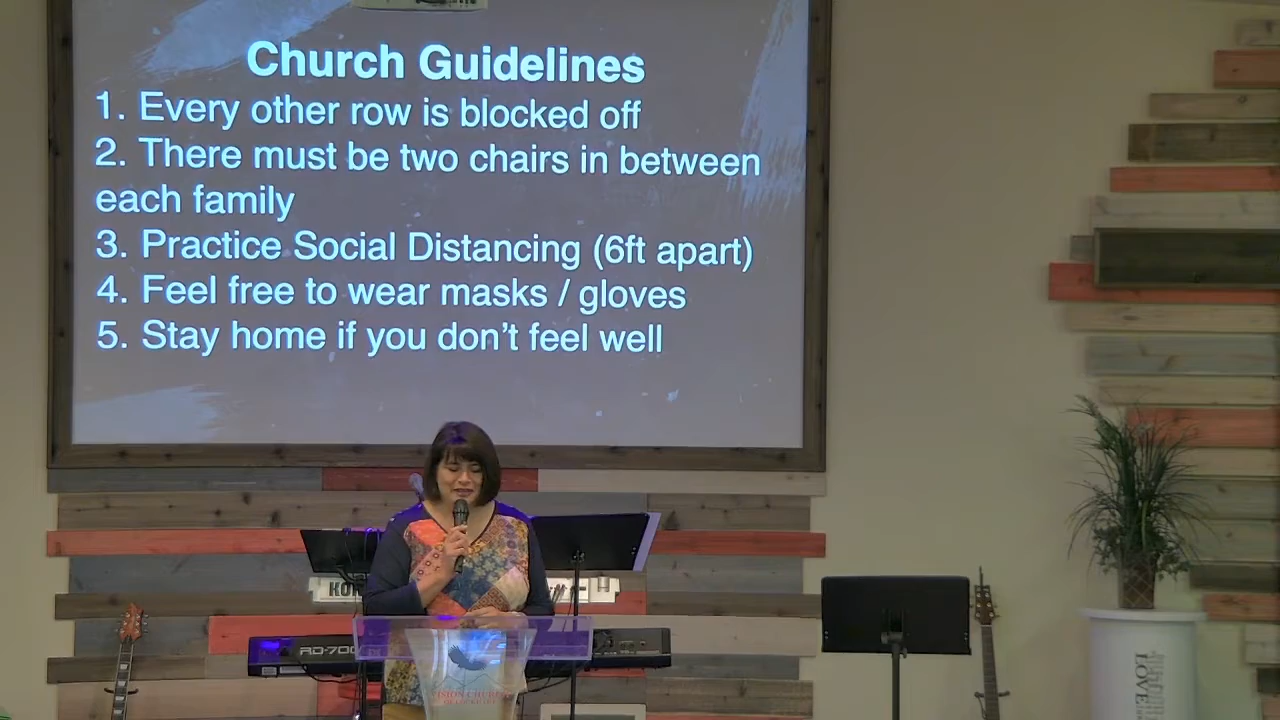 Church Guidelines
1. Every other row is blocked off
2. There must be two chairs in between
each family
3. Practice Social Distancing (6ft apart)
4. Feel free to wear masks / gloves
5. Stay home if you don't feel well
RD-700
LOVE